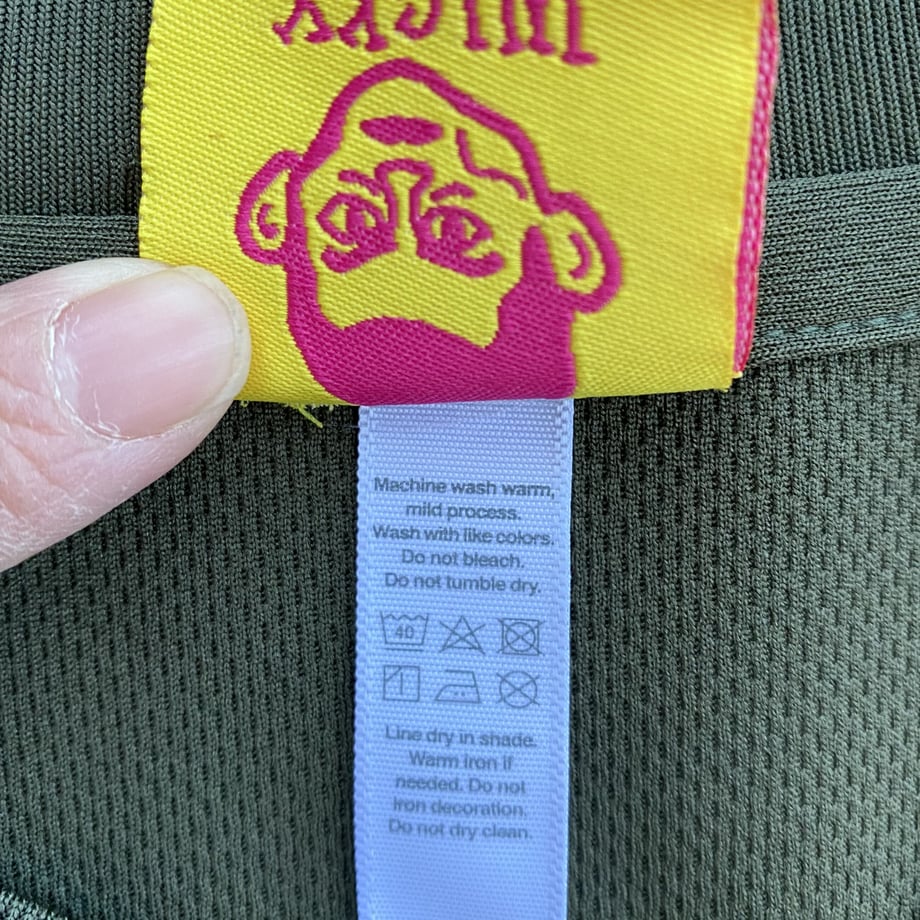 Machine wash warm,
mild process.
Wash with like colors.
Do not bleach.
Do not tumble dry.
40
Line dry in shade.
Warm iron if
needed. Do not
iron decoration.
Do not dry clean.